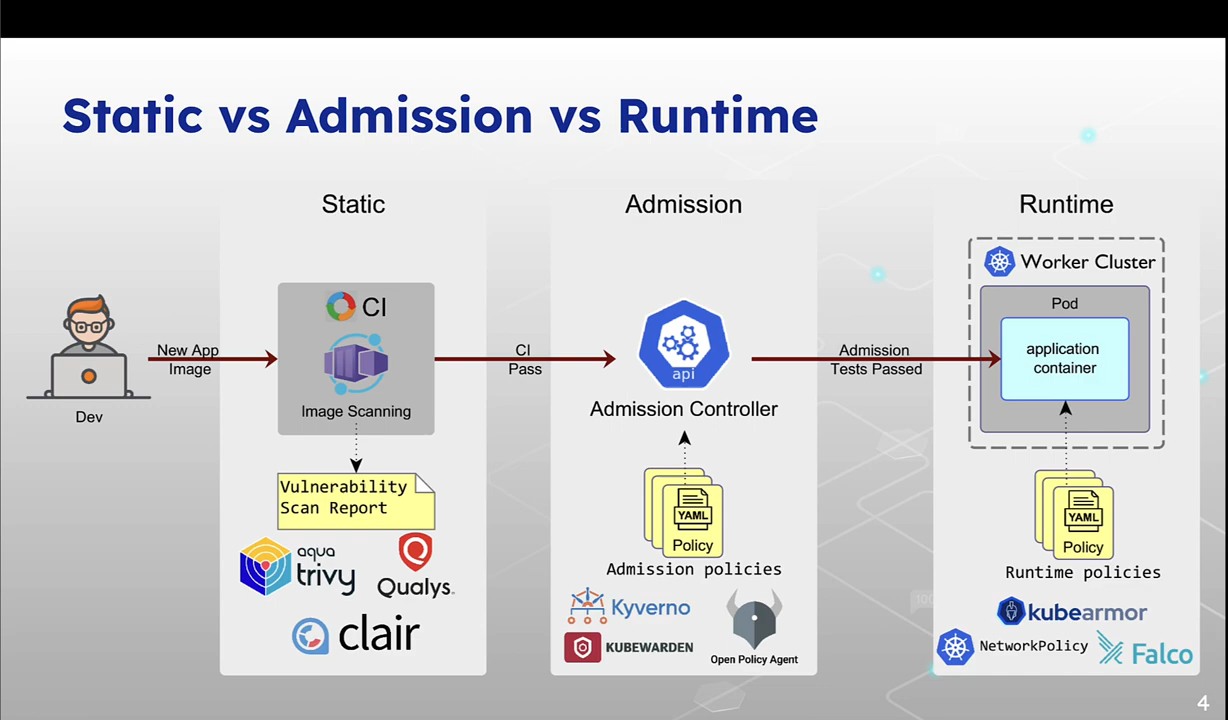 Static vs Admission vs Runtime
Static
Admission
Runtime
Dev
New App
Image
CI
Image Scanning
Vulnerability
Scan Report
aqua
trivy
Qualys.
clair
CI
Pass
api
Admission Controller
YAML
Policy
Admission policies
Kyverno
KUBEWARDEN
Open Policy Agent
Admission
Tests Passed
Worker Cluster
Pod
application
container
YAML
Policy
Runtime policies
kubearmor
NetworkPolicy
Falco
4